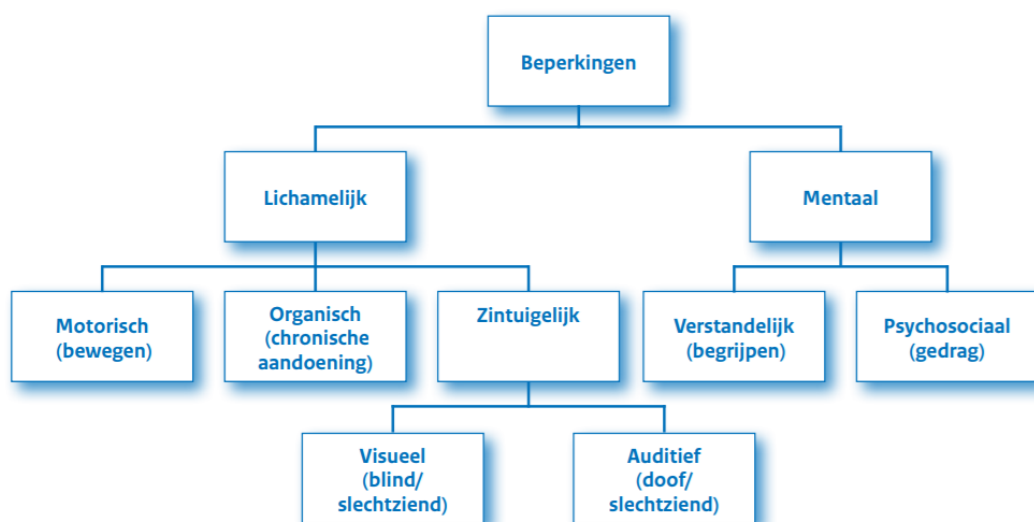 Beperkingen
Lichamelijk
Mentaal
Motorisch
(bewegen)
Organisch
(chronische
aandoening)
Zintuigelijk
Verstandelijk
(begrijpen)
Psychosociaal
(gedrag)
Visueel
(blind/
slechtziend)
Auditief
(doof/
slechtziend)